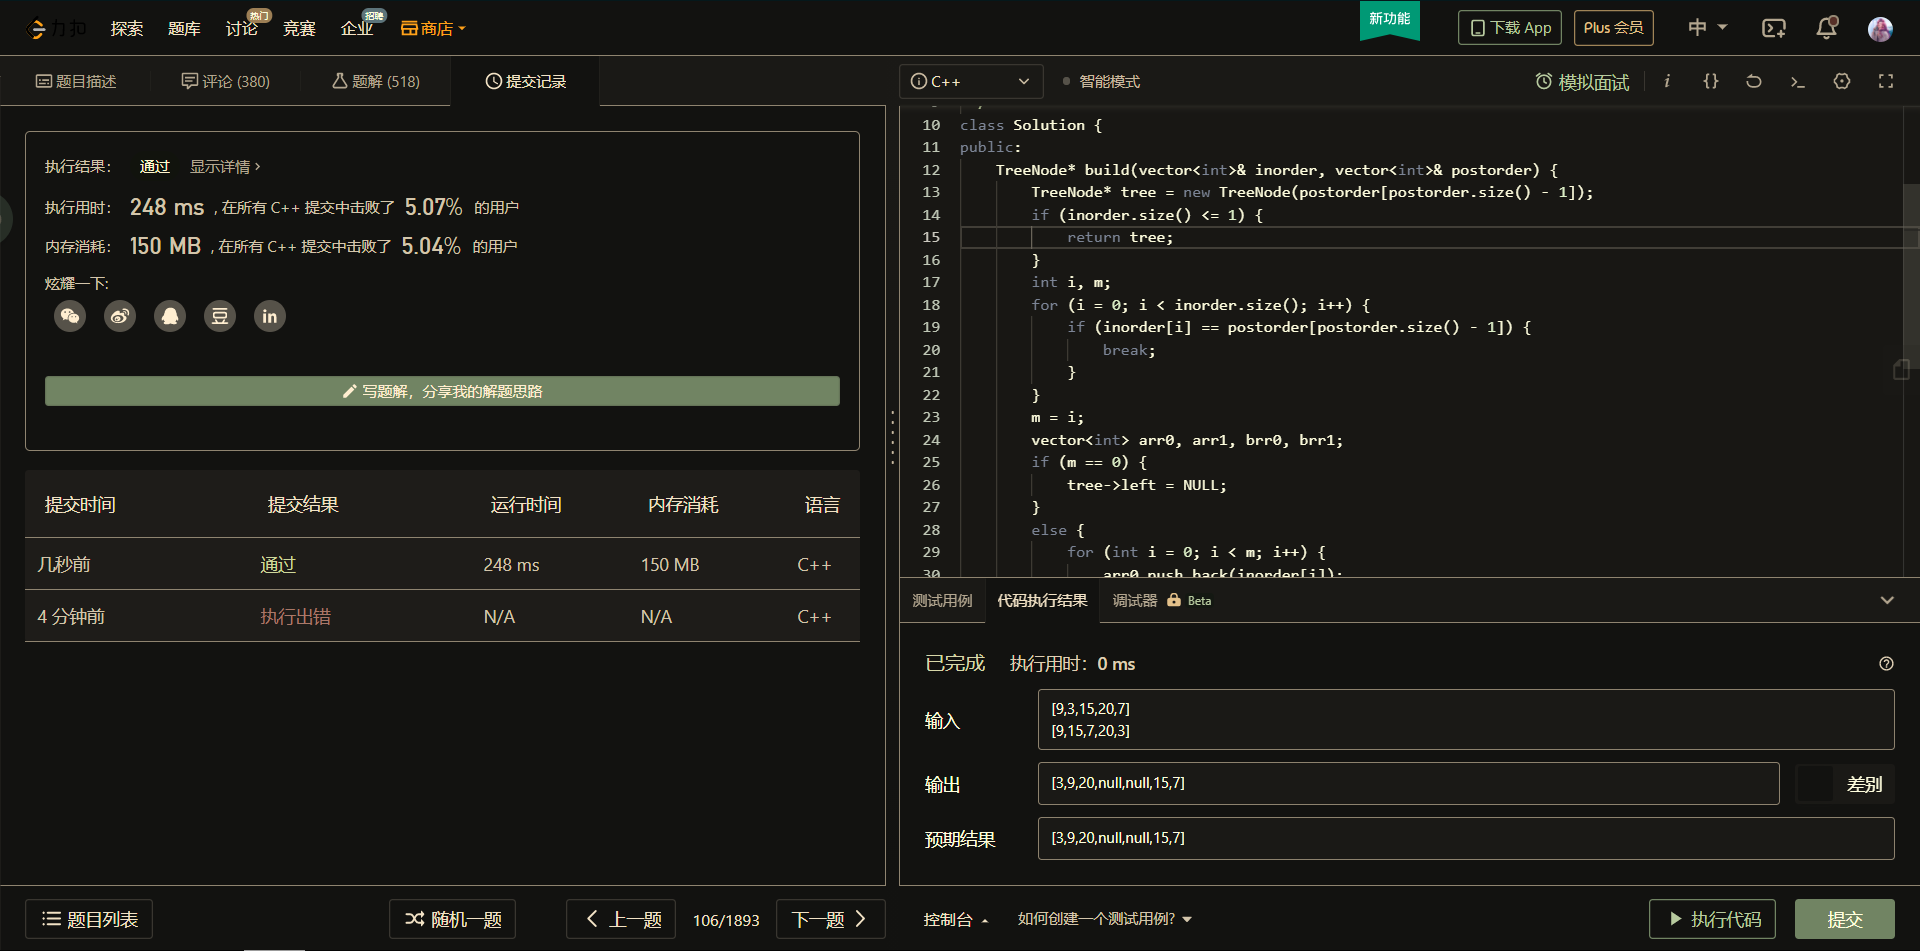 力扣
探索
题库
讨论
热门
竞赛
企业
招聘
商店
新功能
下载 App
Plus 会员
中
题目描述
评论 (380)
题解 (518)
提交记录
执行结果：
通过
显示详情 >
执行用时： 248 ms , 在所有 C++ 提交中击败了 5.07% 的用户
内存消耗： 150 MB , 在所有 C++ 提交中击败了 5.04% 的用户
炫耀一下:
豆
in
写题解，分享我的解题思路
提交时间 提交结果 运行时间 内存消耗 语言
几秒前 通过 248 ms 150 MB C++
4 分钟前 执行出错 N/A N/A C++
题目列表
随机一题
上一题
106/1893
下一题
C++
智能模式
模拟面试
i
{}
10 class Solution {
11 public:
12 TreeNode* build(vector<int>& inorder, vector<int>& postorder) {
13 TreeNode* tree = new TreeNode(postorder[postorder.size() - 1]);
14 if (inorder.size() <= 1) {
15 return tree;
16 }
17 int i, m;
18 for (i = 0; i < inorder.size(); i++) {
19 if (inorder[i] == postorder[postorder.size() - 1]) {
20 break;
21 }
22 }
23 m = i;
24 vector<int> arr0, arr1, brr0, brr1;
25 if (m == 0) {
26 tree->left = NULL;
27 }
28 else {
29 for (int i = 0; i < m; i++) {
30 arr0.push_back(inorder[i]);
测试用例
代码执行结果
调试器
Beta
已完成
执行用时：0 ms
输入
[9,3,15,20,7]
[9,15,7,20,3]
输出
[3,9,20,null,null,15,7]
差别
预期结果
[3,9,20,null,null,15,7]
控制台
如何创建一个测试用例?
执行代码
提交